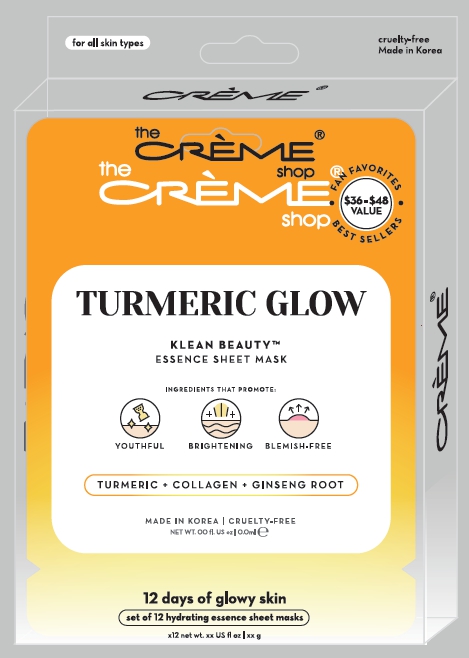 for all skin types
cruelty-free
Made in Korea
CRÈME®
the
CRÈME®
shop
the
CRÈME®
shop
FAN FAVORITES
$36-$48
VALUE
BEST SELLERS
TURMERIC GLOW
KLEAN BEAUTY™
ESSENCE SHEET MASK
INGREDIENTS THAT PROMOTE:
YOUTHFUL BRIGHTENING BLEMISH-FREE
TURMERIC + COLLAGEN + GINSENG ROOT
MADE IN KOREA | CRUELTY-FREE
NET WT. 00 fl. US oz | 0.0ml ℮
CRÈME®
12 days of glowy skin
set of 12 hydrating essence sheet masks
x12 net wt. xx US fl oz | xx g